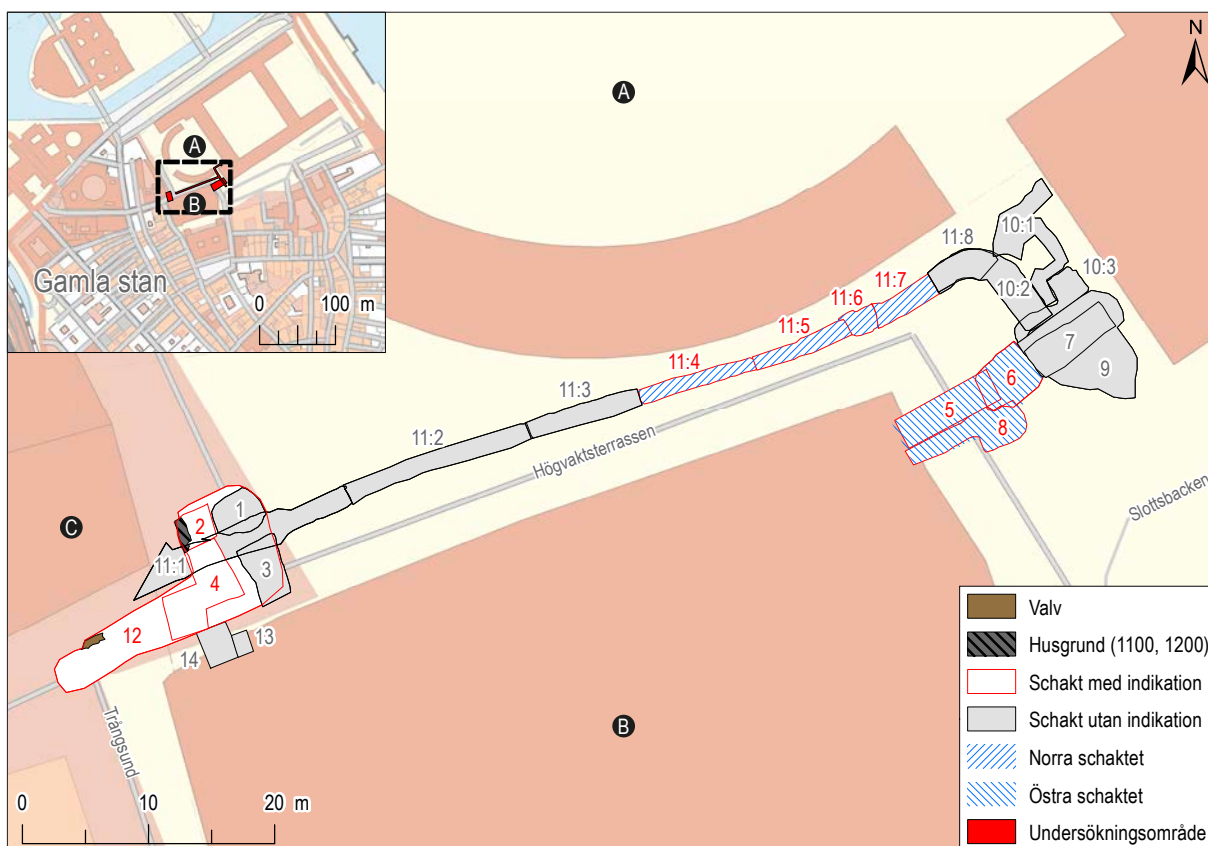 A
B
Gamla stan
0 100 m
A
N
10:1
11:8
10:3
10:2
11:7
11:6
11:5
7
11:4
9
6
11:3
5
8
11:2
Högvaktsterrassen
Slottsbacken
1
2
C
11:1
3
4
12
13
14
B
Trångsund
0 10 20 m
Valv
Husgrund (1100, 1200)
Schakt med indikation
Schakt utan indikation
Norra schaktet
Östra schaktet
Undersökningsområde